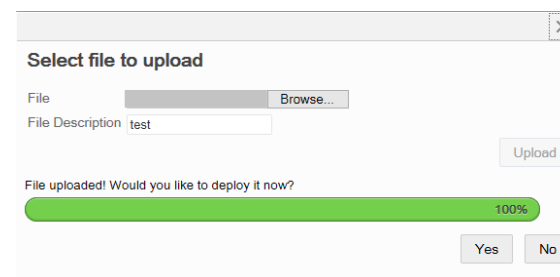 Select file to upload
File Browse...
File Description test
Upload
File uploaded! Would you like to deploy it now?
100%
Yes No